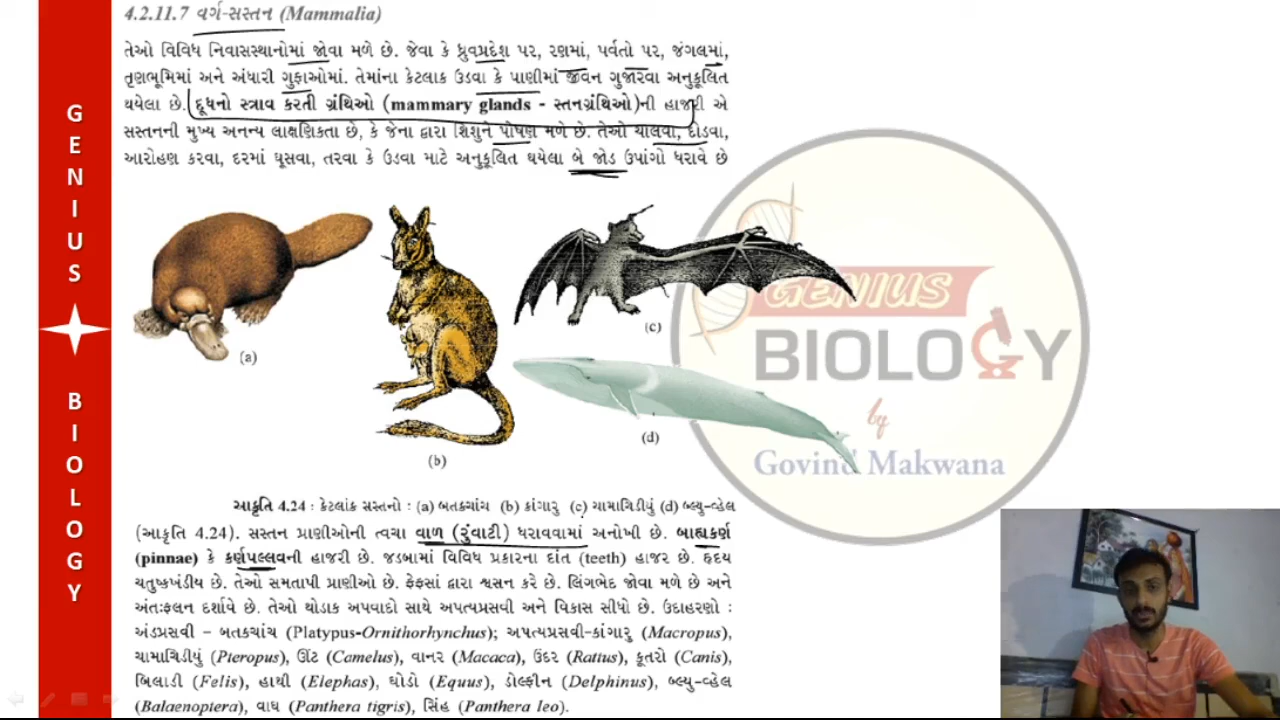 GENIUS BIOLOGY
4.2.11.7 વર્ગ-સસ્તન (Mammalia)
તેઓ વિવિધ નિવાસસ્થાનોમાં જોવા મળે છે. જેવા કે ધ્રુવપ્રદેશ પર, રણમાં, પર્વતો પર, જંગલમાં,
તૃણભૂમિમાં અને અંધારી ગુફાઓમાં. તેમાંના કેટલાક ઉડવા કે પાણીમાં જીવન ગુજારવા અનુકૂલિત
થયેલા છે. દૂધનો સ્ત્રાવ કરતી ગ્રંથિઓ (mammary glands - સ્તનગ્રંથિઓ)ની હાજરી એ
સસ્તનની મુખ્ય અનન્ય લાક્ષણિકતા છે, કે જેના દ્વારા શિશુને પોષણ મળે છે. તેઓ ચાલવા, દોડવા,
આરોહણ કરવા, દરમાં ઘૂસવા, તરવા કે ઉડવા માટે અનુકૂલિત થયેલા બે જોડ ઉપાંગો ધરાવે છે
(a)
(b)
(c)
(d)
GENIUS
BIOLOGY
by
Govind Makwana
આકૃતિ 4.24 : કેટલાંક સસ્તનો : (a) બતકચાંચ (b) કાંગારુ (c) ચામાચિડીયું (d) બ્લ્યુ-વ્હેલ
(આકૃતિ 4.24). સસ્તન પ્રાણીઓની ત્વચા વાળ (રુંવાટી) ધરાવવામાં અનોખી છે. બાહ્યકર્ણ
(pinnae) કે કર્ણપલ્લવની હાજરી છે. જડબામાં વિવિધ પ્રકારના દાંત (teeth) હાજર છે. હૃદય
ચતુષ્કખંડીય છે. તેઓ સમતાપી પ્રાણીઓ છે. ફેફસાં દ્વારા શ્વસન કરે છે. લિંગભેદ જોવા મળે છે અને
અંતઃફલન દર્શાવે છે. તેઓ થોડાક અપવાદો સાથે અપત્યપ્રસવી અને વિકાસ સીધો છે. ઉદાહરણો :
અંડપ્રસવી – બતકચાંચ (Platypus-Ornithorhynchus); અપત્યપ્રસવી-કાંગારુ (Macropus),
ચામાચિડીયું (Pteropus), ઊંટ (Camelus), વાનર (Macaca), ઉંદર (Rattus), કૂતરો (Canis),
બિલાડી (Felis), હાથી (Elephas), ઘોડો (Equus), ડોલ્ફીન (Delphinus), બ્લ્યુ-વ્હેલ
(Balaenoptera), વાઘ (Panthera tigris), સિંહ (Panthera leo).